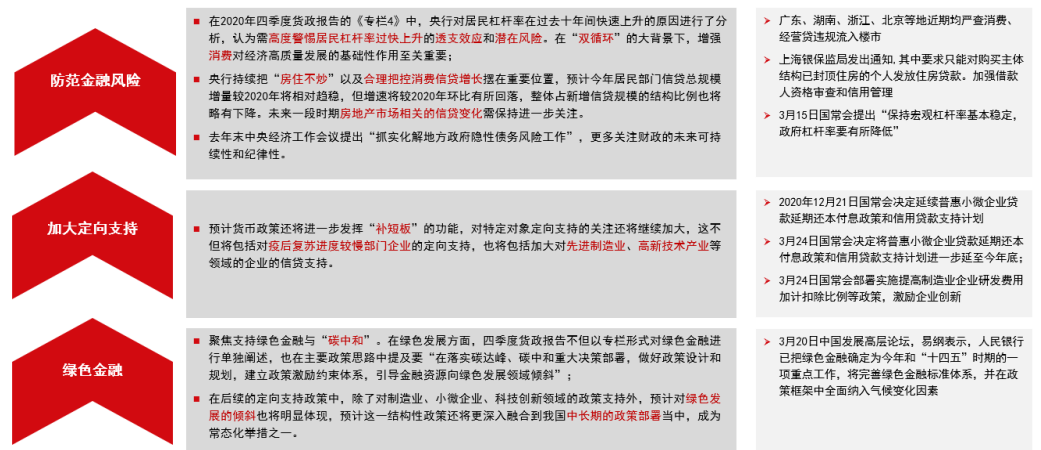 防范金融风险
在2020年四季度货政报告的《专栏4》中，央行对居民杠杆率在过去十年间快速上升的原因进行了分
析，认为需高度警惕居民杠杆率过快上升的透支效应和潜在风险。在“双循环”的大背景下，增强
消费对经济高质量发展的基础性作用至关重要；
央行持续把“房住不炒”以及合理把控消费信贷增长摆在重要位置，预计今年居民部门信贷总规模
增量较2020年将相对趋稳，但增速将较2020年环比有所回落，整体占新增信贷规模的结构比例也将
略有下降。未来一段时期房地产市场相关的信贷变化需保持进一步关注。
去年末中央经济工作会议提出“抓实化解地方政府隐性债务风险工作”，更多关注财政的未来可持
续性和纪律性。
广东、湖南、浙江、北京等地近期均严查消费、
经营贷违规流入楼市
上海银保监局发出通知，其中要求只能对购买主体
结构已封顶住房的个人发放住房贷款。加强借款
人资格审查和信用管理
3月15日国常会提出“保持宏观杠杆率基本稳定，
政府杠杆率要有所降低”
加大定向支持
预计货币政策还将进一步发挥“补短板”的功能，对特定对象定向支持的关注还将继续加大，这不
但将包括对疫后复苏进度较慢部门企业的定向支持，也将包括加大对先进制造业、高新技术产业等
领域的企业的信贷支持。
2020年12月21日国常会决定延续普惠小微企业贷
款延期还本付息政策和信用贷款支持计划
3月24日国常会决定将普惠小微企业贷款延期还本
付息政策和信用贷款支持计划进一步延至今年底；
3月24日国常会部署实施提高制造业企业研发费用
加计扣除比例等政策，激励企业创新
绿色金融
聚焦支持绿色金融与“碳中和”。在绿色发展方面，四季度货政报告不但以专栏形式对绿色金融进
行单独阐述，也在主要政策思路中提及要“在落实碳达峰、碳中和重大决策部署，做好政策设计和
规划，建立政策激励约束体系，引导金融资源向绿色发展领域倾斜”；
在后续的定向支持政策中，除了对制造业、小微企业、科技创新领域的政策支持外，预计对绿色发
展的倾斜也将明显体现，预计这一结构性政策还将更深入融合到我国中长期的政策部署当中，成为
常态化举措之一。
3月20日中国发展高层论坛，易纲表示，人民银行
已把绿色金融确定为今年和“十四五”时期的一
项重点工作，将完善绿色金融标准体系，并在政
策框架中全面纳入气候变化因素